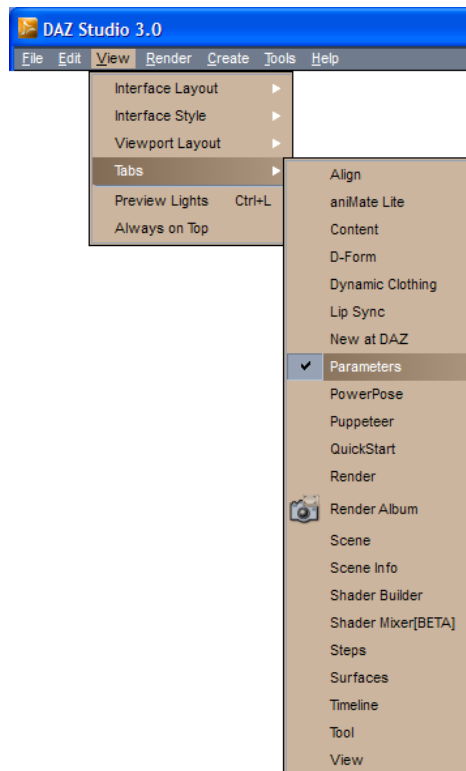 DAZ Studio 3.0
File Edit View Render Create Tools Help
Interface Layout
Interface Style
Viewport Layout
Tabs
Preview Lights Ctrl+L
Always on Top
Align
aniMate Lite
Content
D-Form
Dynamic Clothing
Lip Sync
New at DAZ
Parameters
PowerPose
Puppeteer
QuickStart
Render
Render Album
Scene
Scene Info
Shader Builder
Shader Mixer[BETA]
Steps
Surfaces
Timeline
Tool
View